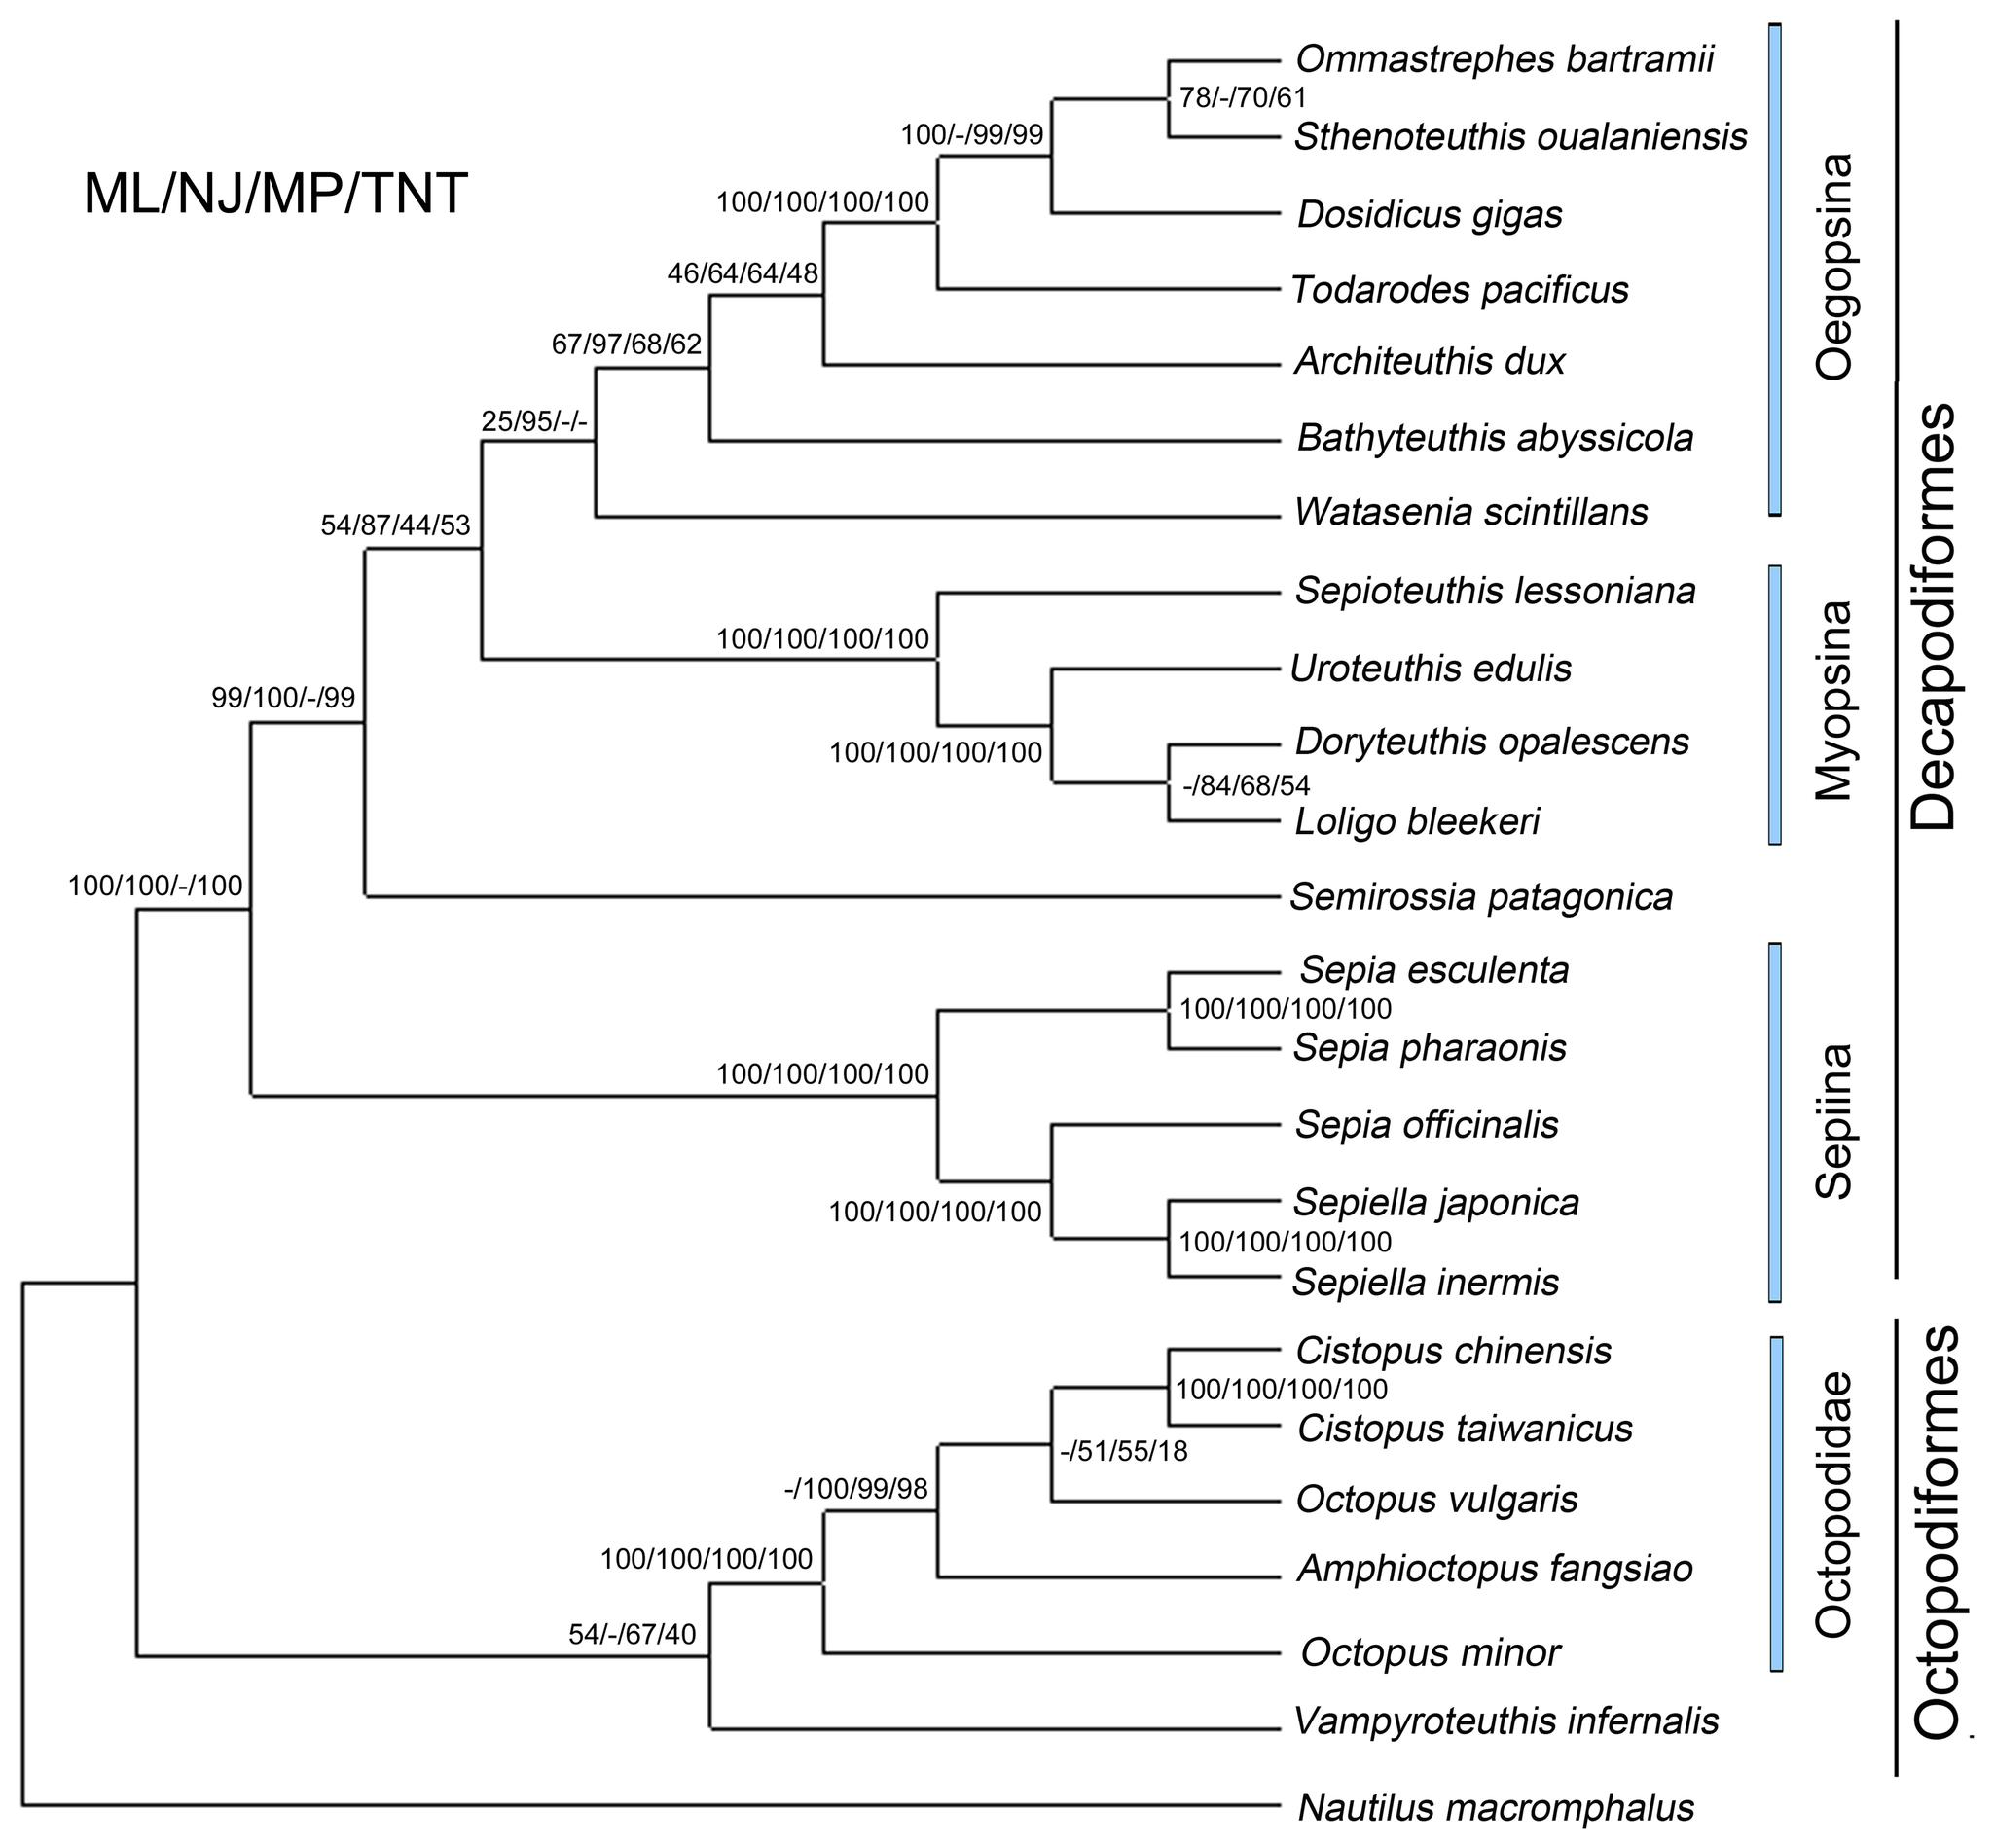 Ommastrephes bartramii
78/-/70/61
100/-/99/99
Sthenoteuthis oualaniensis
ML/NJ/MP/TNT
100/100/100/100
Dosidicus gigas
46/64/64/48
Todarodes pacificus
67/97/68/62
Architeuthis dux
25/95/-/-
Bathyteuthis abyssicola
Watasenia scintillans
54/87/44/53
Sepioteuthis lessoniana
100/100/100/100
Uroteuthis edulis
99/100/-/99
Doryteuthis opalescens
100/100/100/100
-/84/68/54
Loligo bleekeri
100/100/-/100
Semirossia patagonica
Sepia esculenta
100/100/100/100
Sepia pharaonis
100/100/100/100
Sepia officinalis
Sepiella japonica
100/100/100/100
100/100/100/100
Sepiella inermis
Cistopus chinensis
100/100/100/100
Cistopus taiwanicus
-/51/55/18
-/100/99/98
Octopus vulgaris
100/100/100/100
Amphioctopus fangsiao
54/-/67/40
Octopus minor
Vampyroteuthis infernalis
Nautilus macromphalus
Oegopsina
Myopsina
Sepiina
Octopodidae
Decapodiformes
Octopodiformes